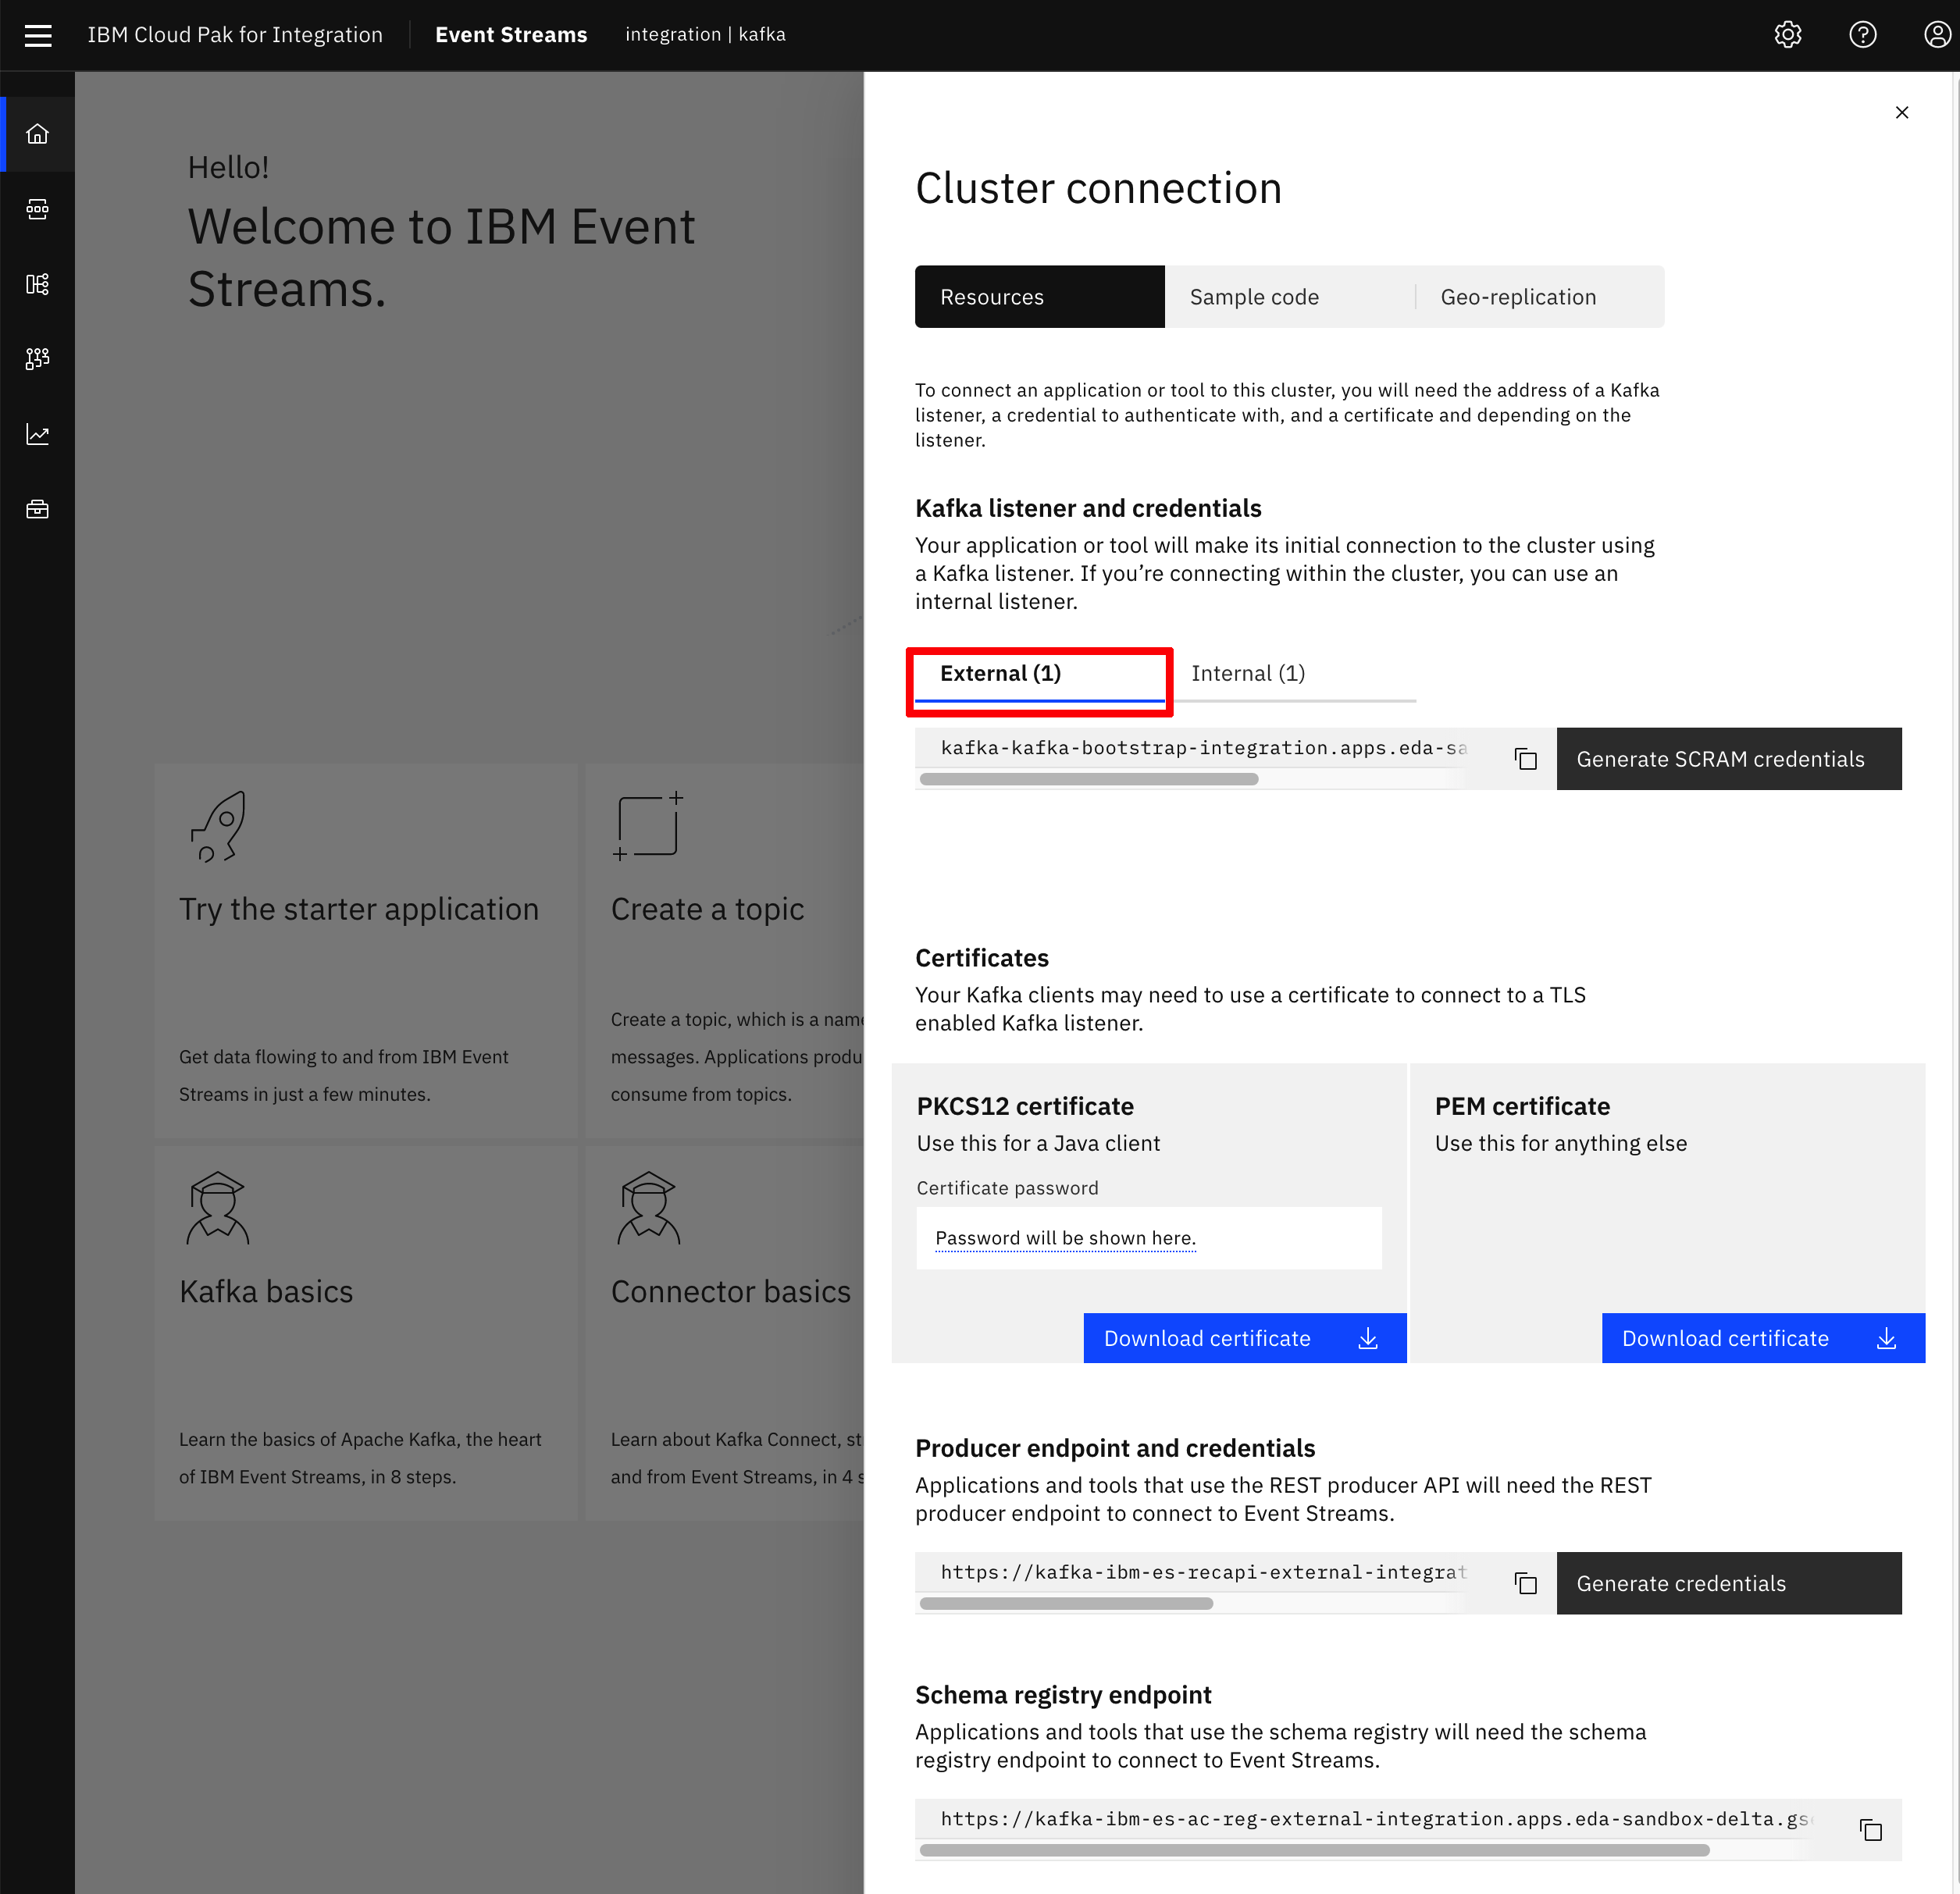 IBM Cloud Pak for Integration
Event Streams
integration | kafka
Hello!
Welcome to IBM Event
Streams.
Try the starter application
Get data flowing to and from IBM Event
Streams in just a few minutes.
Create a topic
Create a topic, which is a
messages. Applications
consume from topics.
Kafka basics
Learn the basics of Apache Kafka, the heart
of IBM Event Streams, in 8 steps.
Connector basics
Learn about Kafka Connect,
and from Event Streams, in 4
Cluster connection
Resources
Sample code
Geo-replication
To connect an application or tool to this cluster, you will need the address of a Kafka
listener, a credential to authenticate with, and a certificate and depending on the
listener.
Kafka listener and credentials
Your application or tool will make its initial connection to the cluster using
a Kafka listener. If you’re connecting within the cluster, you can use an
internal listener.
External (1)
Internal (1)
kafka-kafka-bootstrap-integration.apps.eda-sa
Generate SCRAM credentials
Certificates
Your Kafka clients may need to use a certificate to connect to a TLS
enabled Kafka listener.
PKCS12 certificate
Use this for a Java client
Certificate password
Password will be shown here.
Download certificate
PEM certificate
Use this for anything else
Download certificate
Producer endpoint and credentials
Applications and tools that use the REST producer API will need the REST
producer endpoint to connect to Event Streams.
https://kafka-ibm-es-recapi-external-integrat
Generate credentials
Schema registry endpoint
Applications and tools that use the schema registry will need the schema
registry endpoint to connect to Event Streams.
https://kafka-ibm-es-ac-reg-external-integration.apps.eda-sandbox-delta.gs